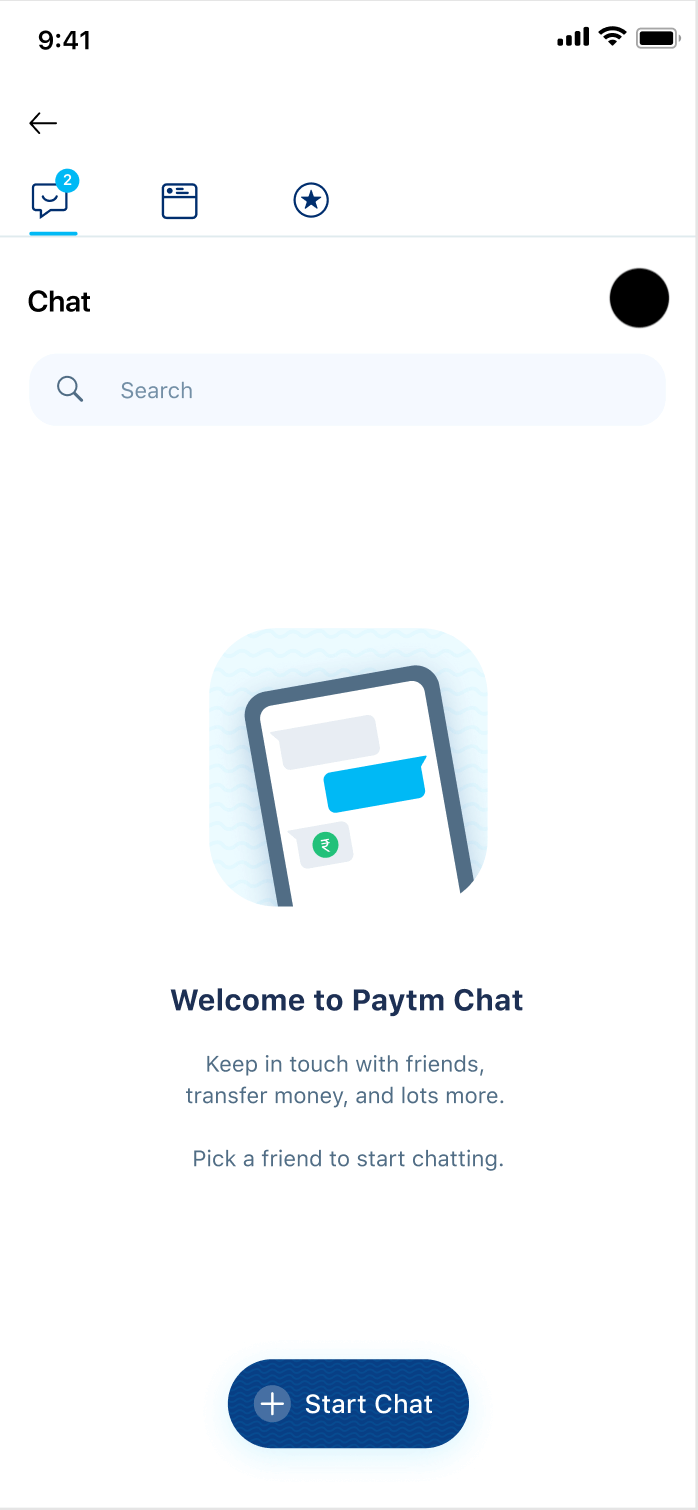 9:41
2
Chat
Search
₹
Welcome to Paytm Chat
Keep in touch with friends,
transfer money, and lots more.
Pick a friend to start chatting.
Start Chat